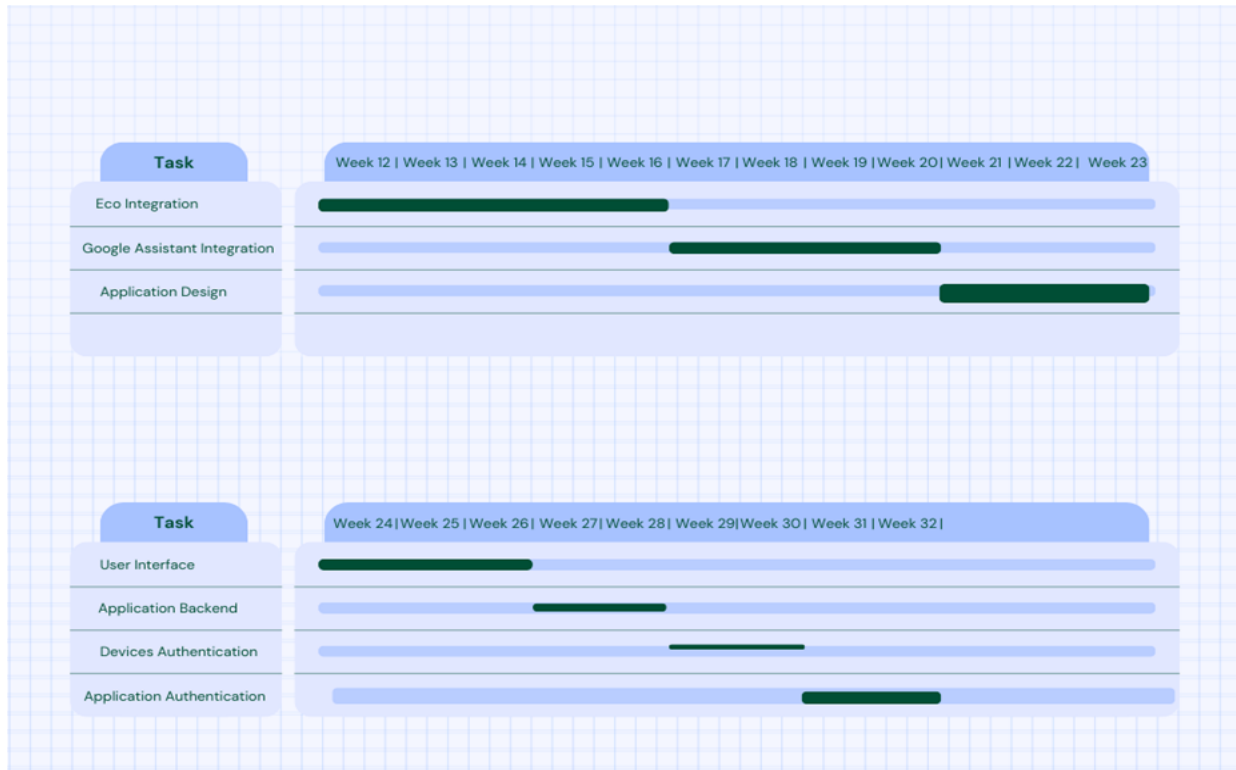 Task
Week 12 | Week 13 | Week 14 | Week 15 | Week 16 | Week 17 | Week 18 | Week 19 | Week 20| Week 21 | Week 22 | Week 23
Eco Integration
Google Assistant Integration
Application Design
Task
Week 24|Week 25 | Week 26| Week 27| Week 28| Week 29|Week 30| Week 31 | Week 32|
User Interface
Application Backend
Devices Authentication
Application Authentication